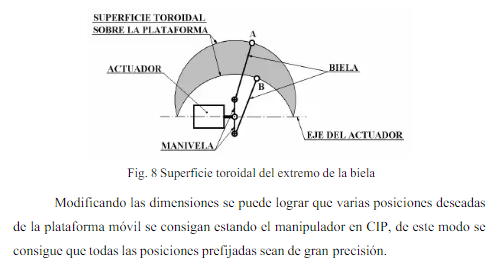 SUPERFICIE TOROIDAL
SOBRE LA PLATAFORMA
A
ACTUADOR
BIELA
B
MANIVELA
EJE DEL ACTUADOR
Fig. 8 Superficie toroidal del extremo de la biela
Modificando las dimensiones se puede lograr que varias posiciones deseadas
de la plataforma móvil se consigan estando el manipulador en CIP, de este modo se
consigue que todas las posiciones prefijadas sean de gran precisión.